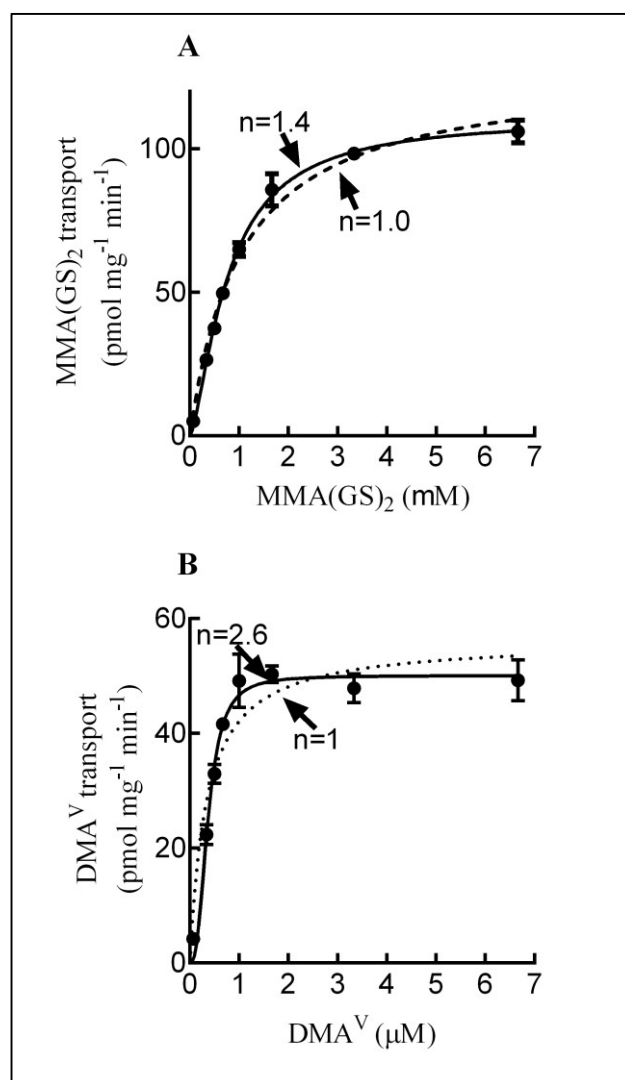 A
MMA(GS)₂ transport
(pmol mg⁻¹ min⁻¹)
100
50
0
n=1.4
n=1.0
0 1 2 3 4 5 6 7
MMA(GS)₂ (mM)
B
DMAⱽ transport
(pmol mg⁻¹ min⁻¹)
60
40
20
0
n=2.6
n=1
0 1 2 3 4 5 6 7
DMAⱽ (μM)